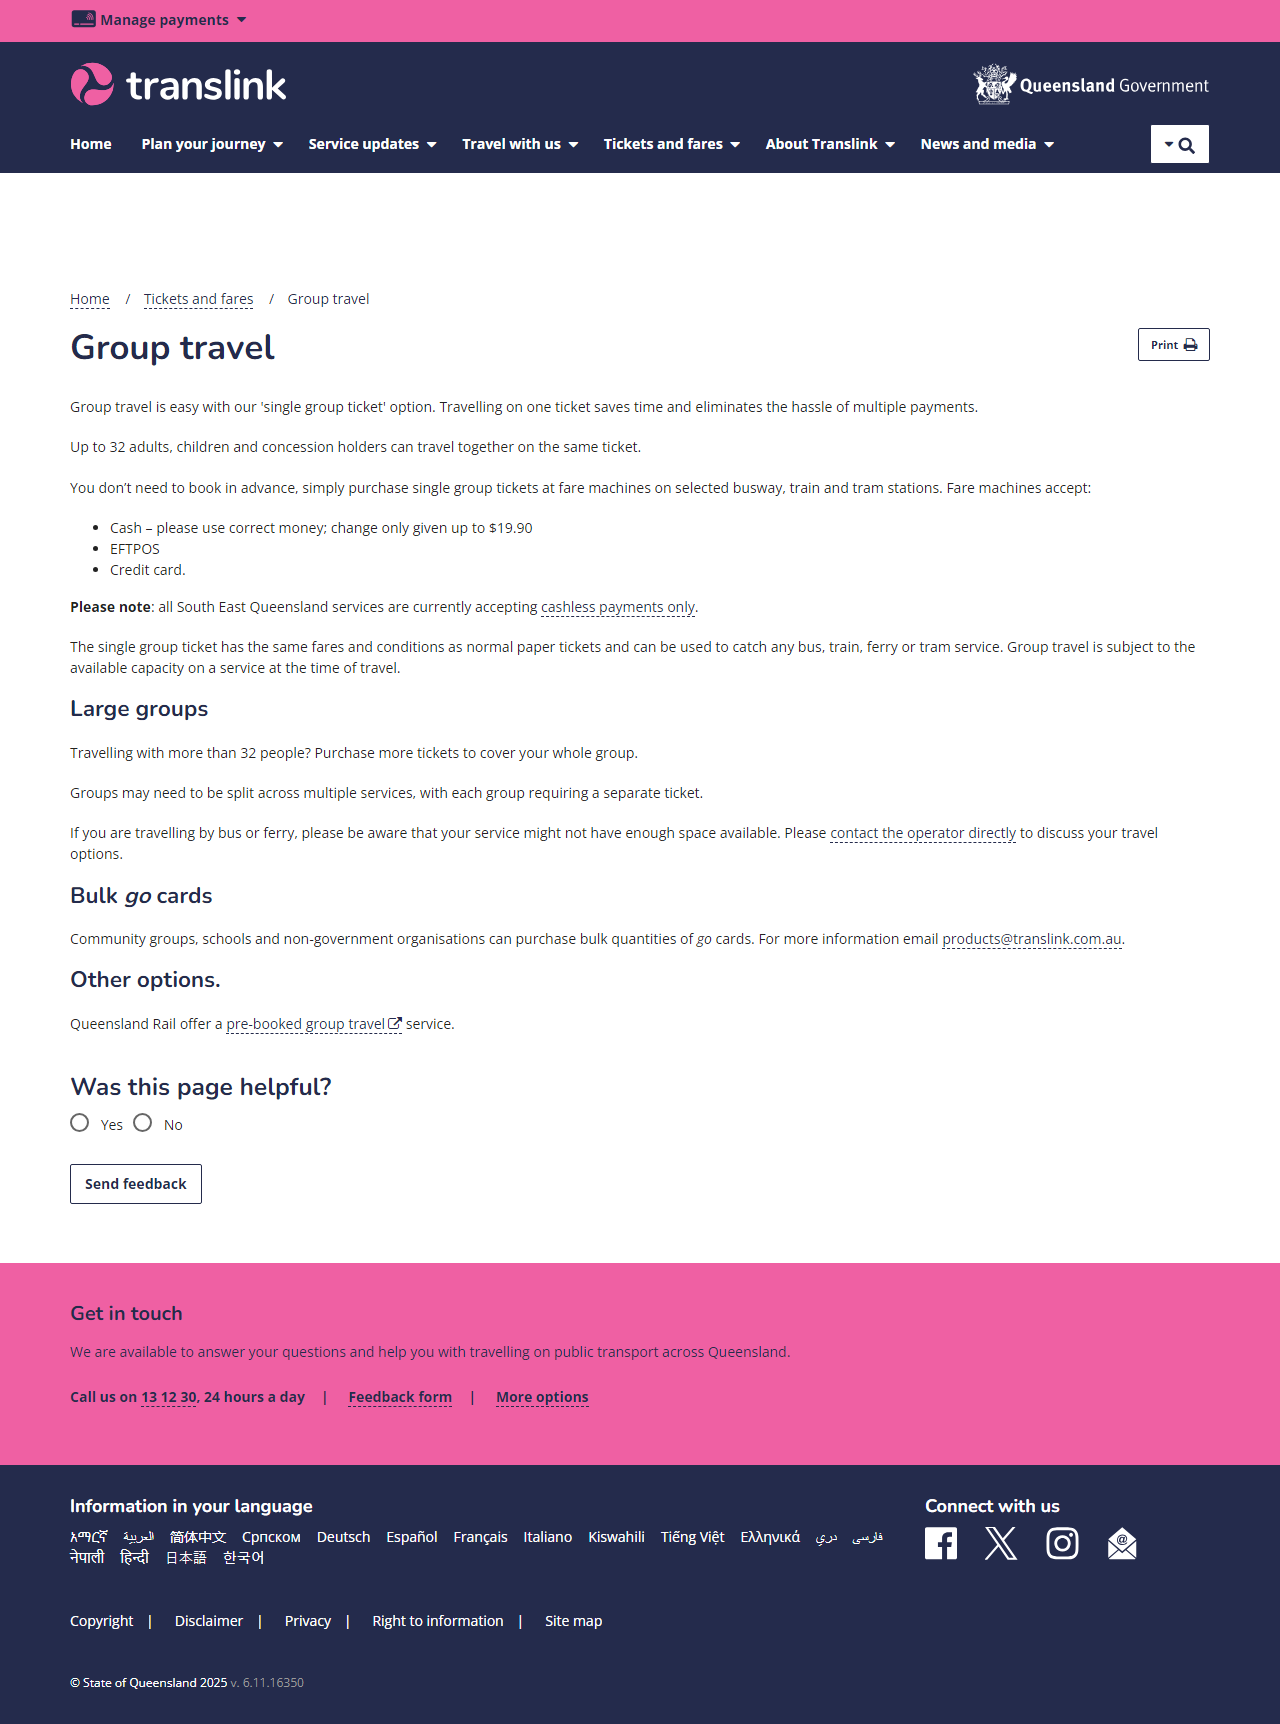 Manage payments
translink
Queensland Government
Home Plan your journey Service updates Travel with us Tickets and fares About Translink News and media
Home / Tickets and fares / Group travel
Group travel
Print
Group travel is easy with our 'single group ticket' option. Travelling on one ticket saves time and eliminates the hassle of multiple payments.
Up to 32 adults, children and concession holders can travel together on the same ticket.
You don’t need to book in advance, simply purchase single group tickets at fare machines on selected busway, train and tram stations. Fare machines accept:
• Cash – please use correct money; change only given up to $19.90
• EFTPOS
• Credit card.
Please note: all South East Queensland services are currently accepting cashless payments only.
The single group ticket has the same fares and conditions as normal paper tickets and can be used to catch any bus, train, ferry or tram service. Group travel is subject to the
available capacity on a service at the time of travel.
Large groups
Travelling with more than 32 people? Purchase more tickets to cover your whole group.
Groups may need to be split across multiple services, with each group requiring a separate ticket.
If you are travelling by bus or ferry, please be aware that your service might not have enough space available. Please contact the operator directly to discuss your travel
options.
Bulk go cards
Community groups, schools and non-government organisations can purchase bulk quantities of go cards. For more information email products@translink.com.au.
Other options.
Queensland Rail offer a pre-booked group travel service.
Was this page helpful?
Yes No
Send feedback
Get in touch
We are available to answer your questions and help you with travelling on public transport across Queensland.
Call us on 13 12 30, 24 hours a day | Feedback form | More options
Information in your language
አማርኛ العربية 简体中文 Српском Deutsch Español Français Italiano Kiswahili Tiếng Việt Ελληνικά دري فارسی
नेपाली हिन्दी 日本語 한국어
Connect with us
Copyright | Disclaimer | Privacy | Right to information | Site map
© State of Queensland 2025 v. 6.11.16350